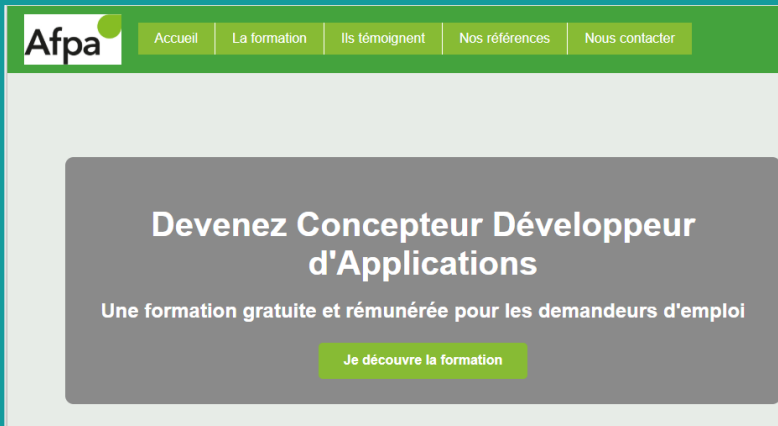 Afpa
Accueil
La formation
Ils témoignent
Nos références
Nous contacter
Devenez Concepteur Développeur
d'Applications
Une formation gratuite et rémunérée pour les demandeurs d'emploi
Je découvre la formation